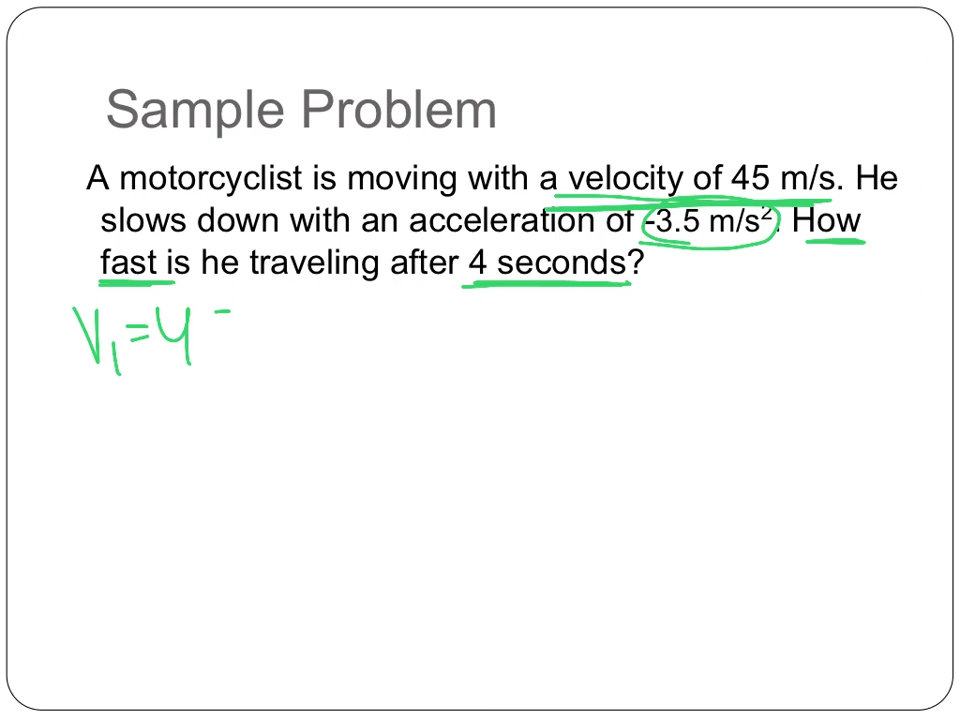 Sample Problem
A motorcyclist is moving with a velocity of 45 m/s. He
slows down with an acceleration of -3.5 m/s². How
fast is he traveling after 4 seconds?
V₁ = 4